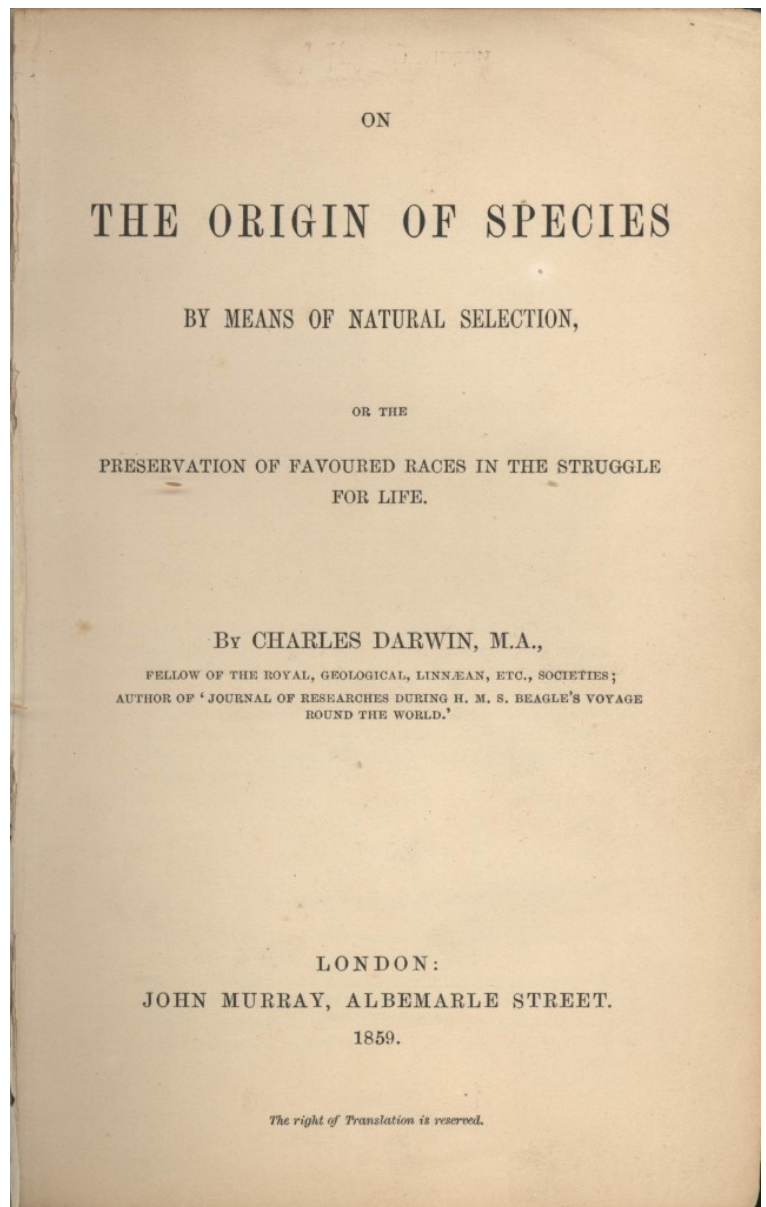 ON
THE ORIGIN OF SPECIES
BY MEANS OF NATURAL SELECTION,
OR THE
PRESERVATION OF FAVOURED RACES IN THE STRUGGLE
FOR LIFE.
By CHARLES DARWIN, M.A.,
FELLOW OF THE ROYAL, GEOLOGICAL, LINNÆAN, ETC., SOCIETIES;
AUTHOR OF ‘JOURNAL OF RESEARCHES DURING H. M. S. BEAGLE’S VOYAGE
ROUND THE WORLD.’
LONDON:
JOHN MURRAY, ALBEMARLE STREET.
1859.
The right of Translation is reserved.